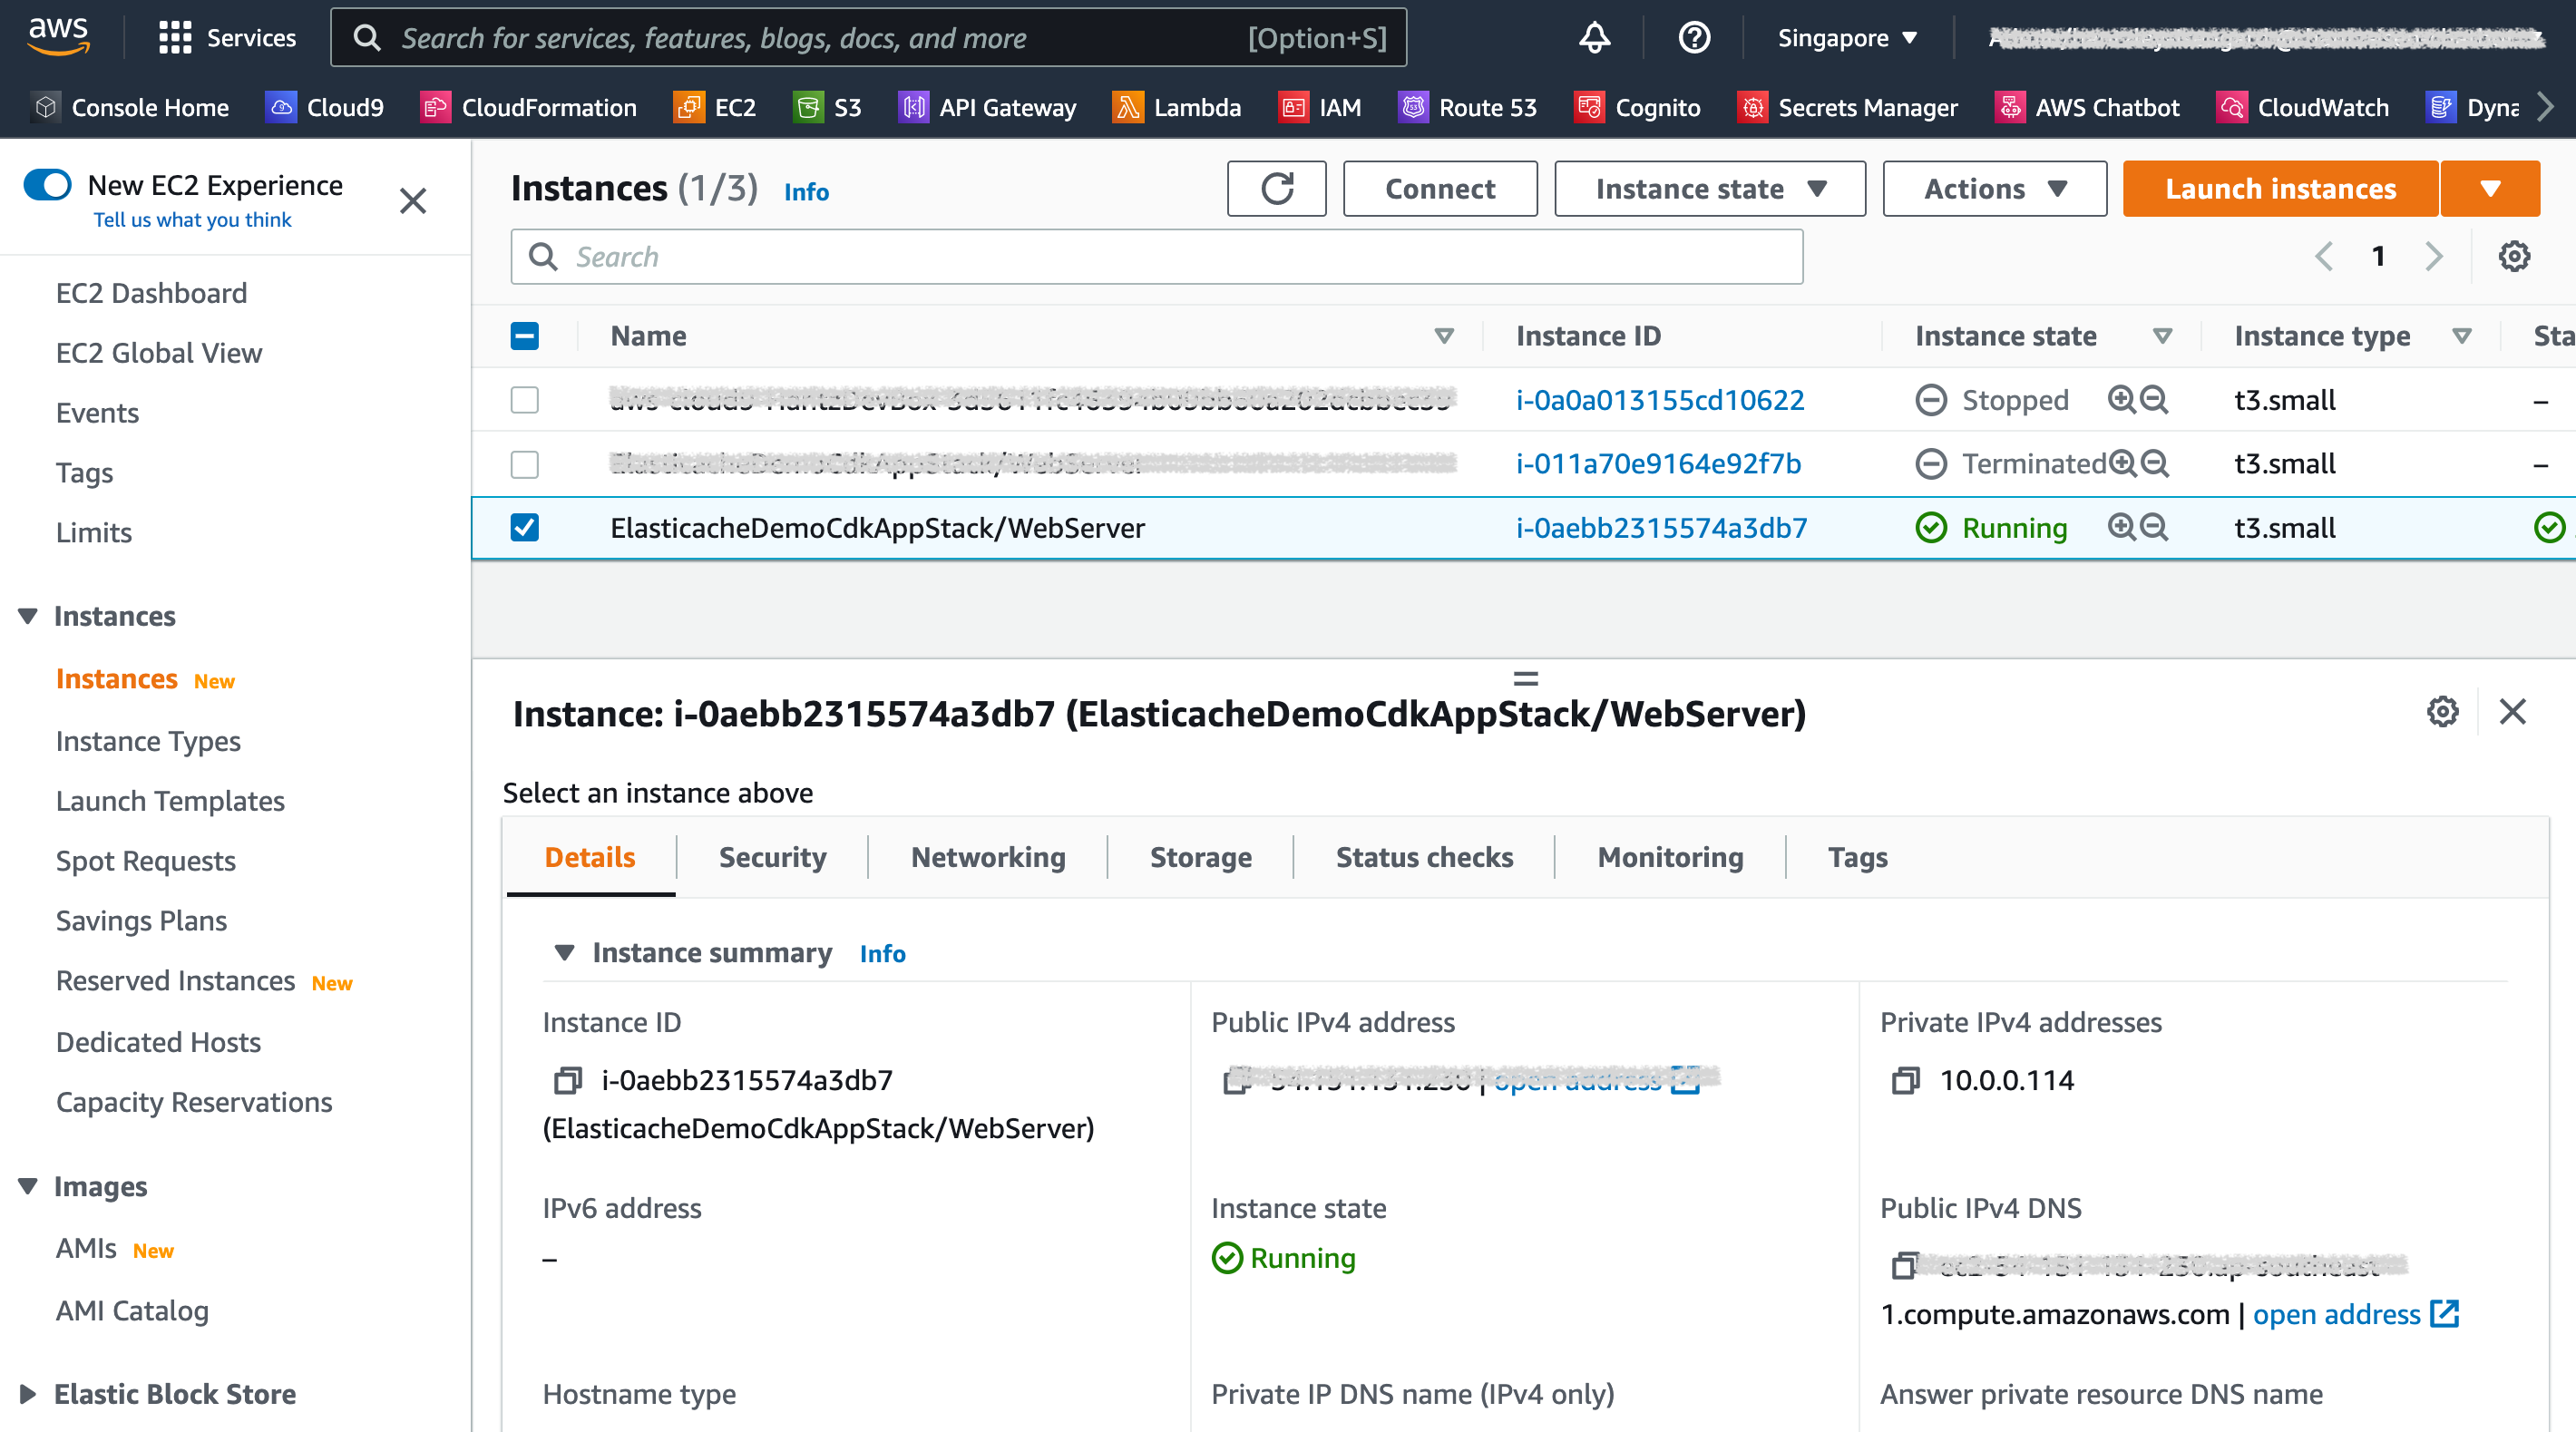 aws Services Search for services, features, blogs, docs, and more [Option+S] Singapore
Console Home Cloud9 CloudFormation EC2 S3 API Gateway Lambda IAM Route 53 Cognito Secrets Manager AWS Chatbot CloudWatch Dyna
New EC2 Experience
Tell us what you think
EC2 Dashboard
EC2 Global View
Events
Tags
Limits
Instances
Instances New
Instance Types
Launch Templates
Spot Requests
Savings Plans
Reserved Instances New
Dedicated Hosts
Capacity Reservations
Images
AMIs New
AMI Catalog
Elastic Block Store
Instances (1/3) Info Connect Instance state Actions Launch instances
Search 1
Name Instance ID Instance state Instance type Sta
i-0a0a013155cd10622 Stopped t3.small –
i-011a70e9164e92f7b Terminated t3.small –
ElasticacheDemoCdkAppStack/WebServer i-0aebb2315574a3db7 Running t3.small
Instance: i-0aebb2315574a3db7 (ElasticacheDemoCdkAppStack/WebServer)
Select an instance above
Details Security Networking Storage Status checks Monitoring Tags
Instance summary Info
Instance ID
i-0aebb2315574a3db7
(ElasticacheDemoCdkAppStack/WebServer)
Public IPv4 address
| open address
Private IPv4 addresses
10.0.0.114
IPv6 address
–
Instance state
Running
Public IPv4 DNS
1.compute.amazonaws.com | open address
Hostname type
Private IP DNS name (IPv4 only)
Answer private resource DNS name